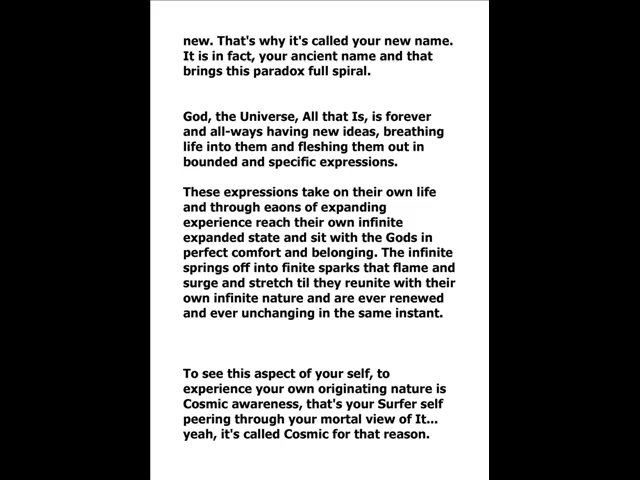 new. That's why it's called your new name.
It is in fact, your ancient name and that
brings this paradox full spiral.
God, the Universe, All that Is, is forever
and all-ways having new ideas, breathing
life into them and fleshing them out in
bounded and specific expressions.
These expressions take on their own life
and through eaons of expanding
experience reach their own infinite
expanded state and sit with the Gods in
perfect comfort and belonging. The infinite
springs off into finite sparks that flame and
surge and stretch til they reunite with their
own infinite nature and are ever renewed
and ever unchanging in the same instant.
To see this aspect of your self, to
experience your own originating nature is
Cosmic awareness, that's your Surfer self
peering through your mortal view of It...
yeah, it's called Cosmic for that reason.